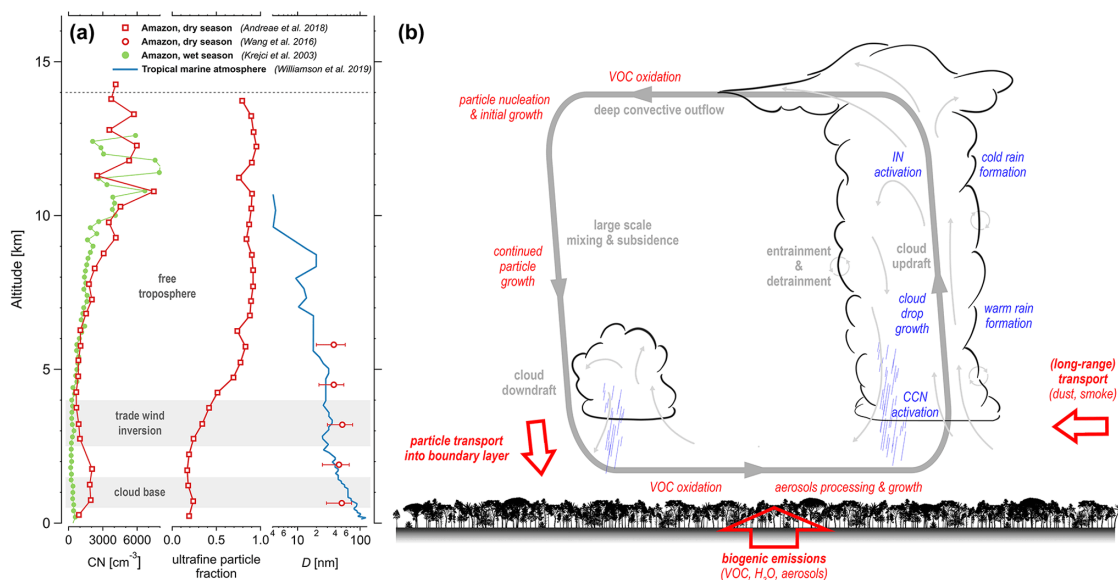 (a)
Amazon, dry season (Andreae et al. 2018)
Amazon, dry season (Wang et al. 2016)
Amazon, wet season (Krejci et al. 2003)
Tropical marine atmosphere (Williamson et al. 2019)
15
10
5
0
Altitude [km]
free
troposphere
trade wind
inversion
cloud base
0
3000
6000
CN [cm⁻³]
0.0
0.5
1.0
ultrafine particle
fraction
4
6
10
2
4
6
100
D [nm]
(b)
VOC oxidation
particle nucleation
& initial growth
deep convective outflow
IN
activation
cold rain
formation
large scale
mixing & subsidence
continued
particle
growth
entrainment
&
detrainment
cloud
updraft
cloud
drop
growth
warm rain
formation
cloud
downdraft
CCN
activation
(long-range)
transport
(dust, smoke)
particle transport
into boundary layer
VOC oxidation
aerosols processing & growth
biogenic emissions
(VOC, H₂O, aerosols)